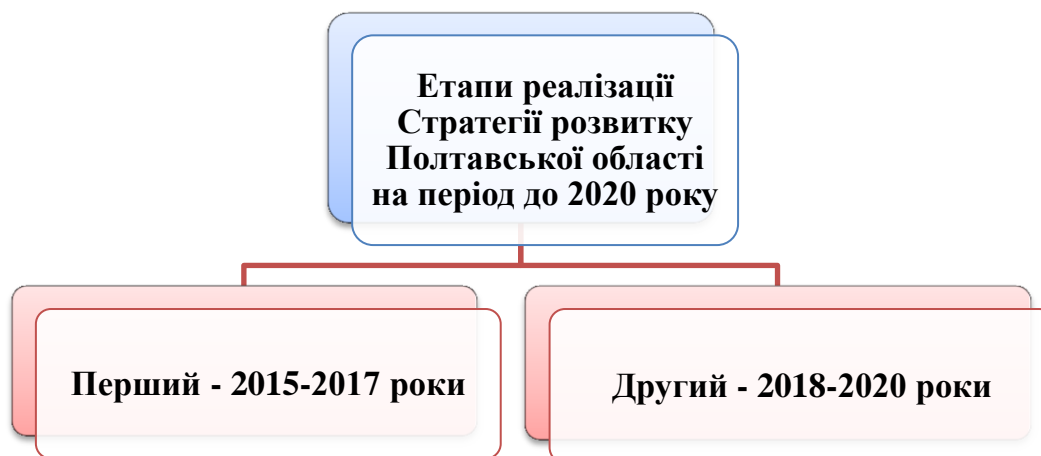 Етапи реалізації
Стратегії розвитку
Полтавської області
на період до 2020 року
Перший - 2015-2017 роки
Другий - 2018-2020 роки